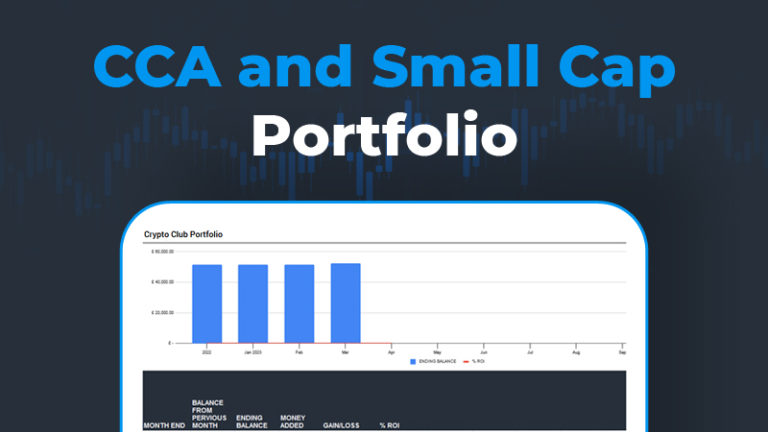 CCA and Small Cap
Portfolio
Crypto Club Portfolio
£ 60,000.00
£ 40,000.00
£ 20,000.00
£ -
2022 Jan 2023 Feb Mar Apr May Jun Jul Aug Sep
ENDING BALANCE % ROI
BALANCE
FROM
PERVIOUS ENDING MONEY
MONTH END MONTH BALANCE ADDED GAIN/LOSS % ROI